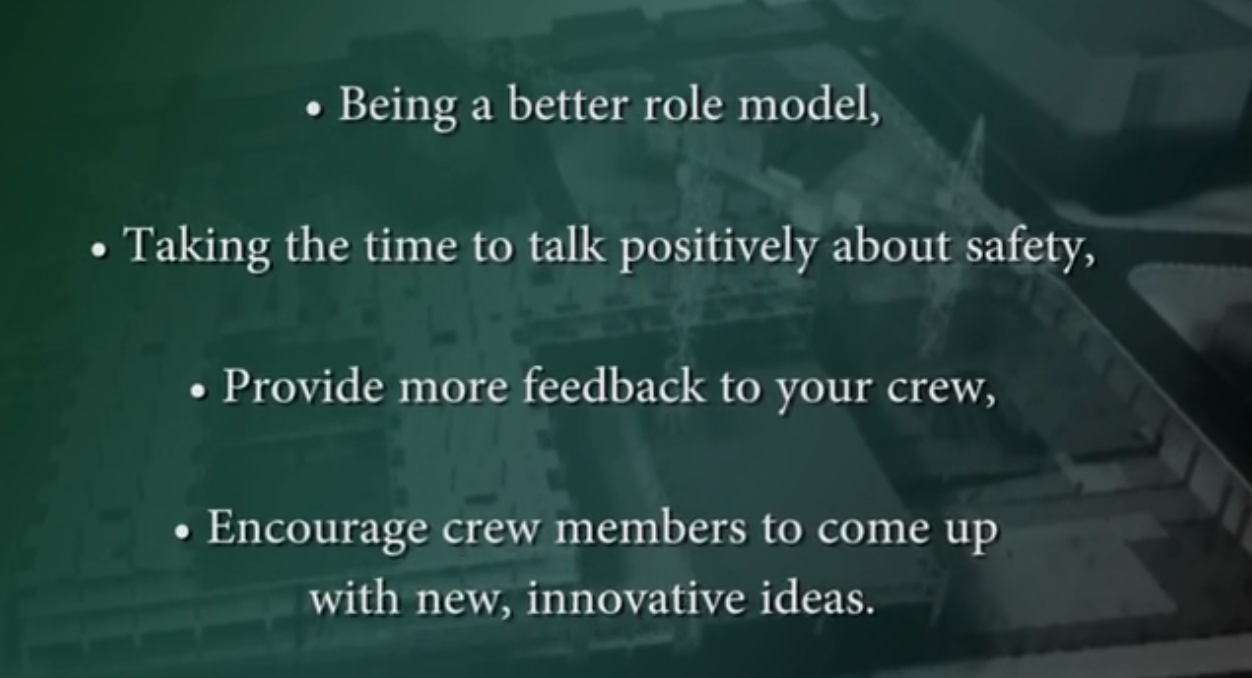 • Being a better role model,
• Taking the time to talk positively about safety,
• Provide more feedback to your crew,
• Encourage crew members to come up
with new, innovative ideas.